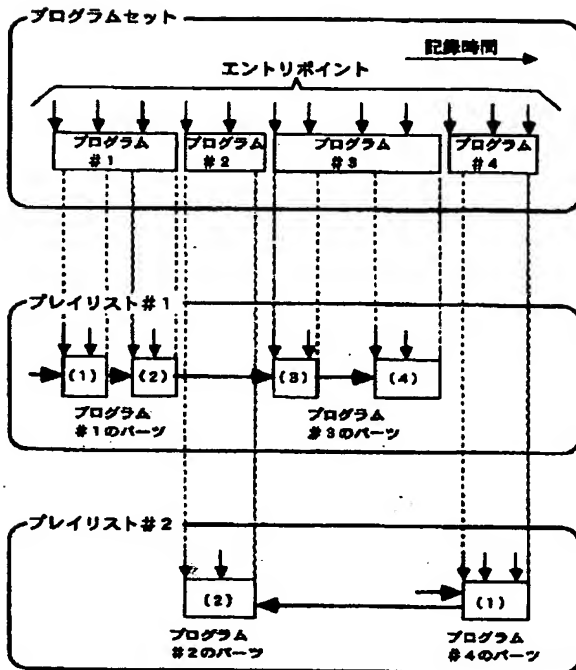 プログラムセット
記録時間
エントリポイント
プログラム
#1
プログラム
#2
プログラム
#3
プログラム
#4
プレイリスト#1
(1)
(2)
(3)
(4)
プログラム
#1のパーツ
プログラム
#3のパーツ
プレイリスト#2
(2)
(1)
プログラム
#2のパーツ
プログラム
#4のパーツ